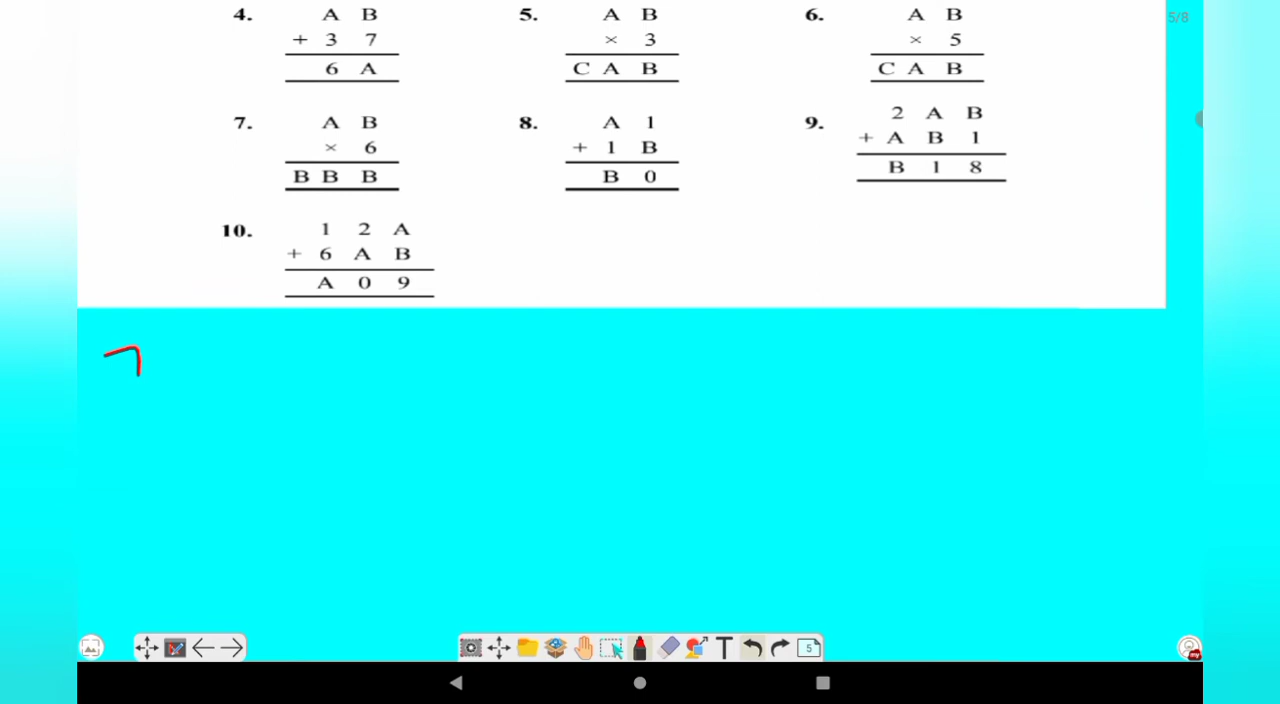 5/8
4. A B
+ 3 7
6 A
5. A B
× 3
C A B
6. A B
× 5
C A B
7. A B
× 6
B B B
8. A 1
+ 1 B
B 0
9. 2 A B
+ A B 1
B 1 8
10. 1 2 A
+ 6 A B
A 0 9
T
5
my